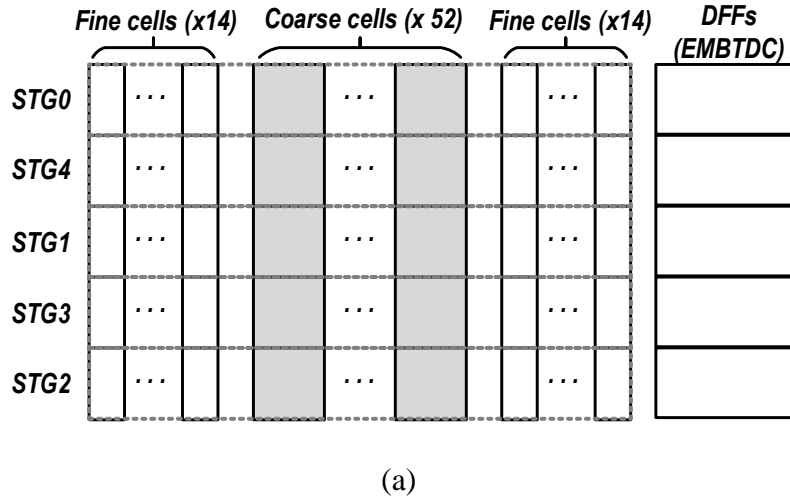 Fine cells (x14) Coarse cells (x 52) Fine cells (x14) DFFs
(EMBTDC)
STG0 ... ... ...
STG4 ... ... ...
STG1 ... ... ...
STG3 ... ... ...
STG2 ... ... ...
(a)